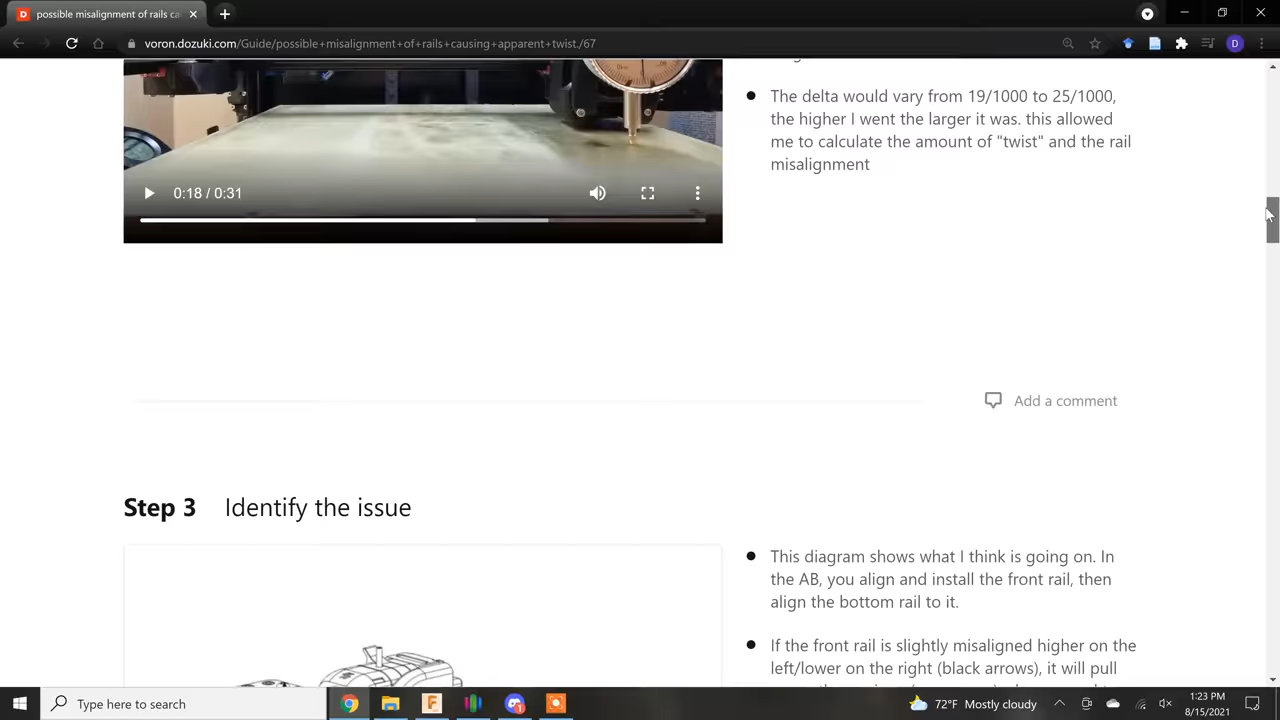 possible misalignment of rails ca
voron.dozuki.com/Guide/possible+misalignment+of+rails+causing+apparent+twist./67
D
The delta would vary from 19/1000 to 25/1000,
the higher I went the larger it was. this allowed
me to calculate the amount of "twist" and the rail
misalignment
0:18 / 0:31
Add a comment
Step 3 Identify the issue
This diagram shows what I think is going on. In
the AB, you align and install the front rail, then
align the bottom rail to it.
If the front rail is slightly misaligned higher on the
left/lower on the right (black arrows), it will pull
Type here to search
72°F Mostly cloudy
1:23 PM
8/15/2021